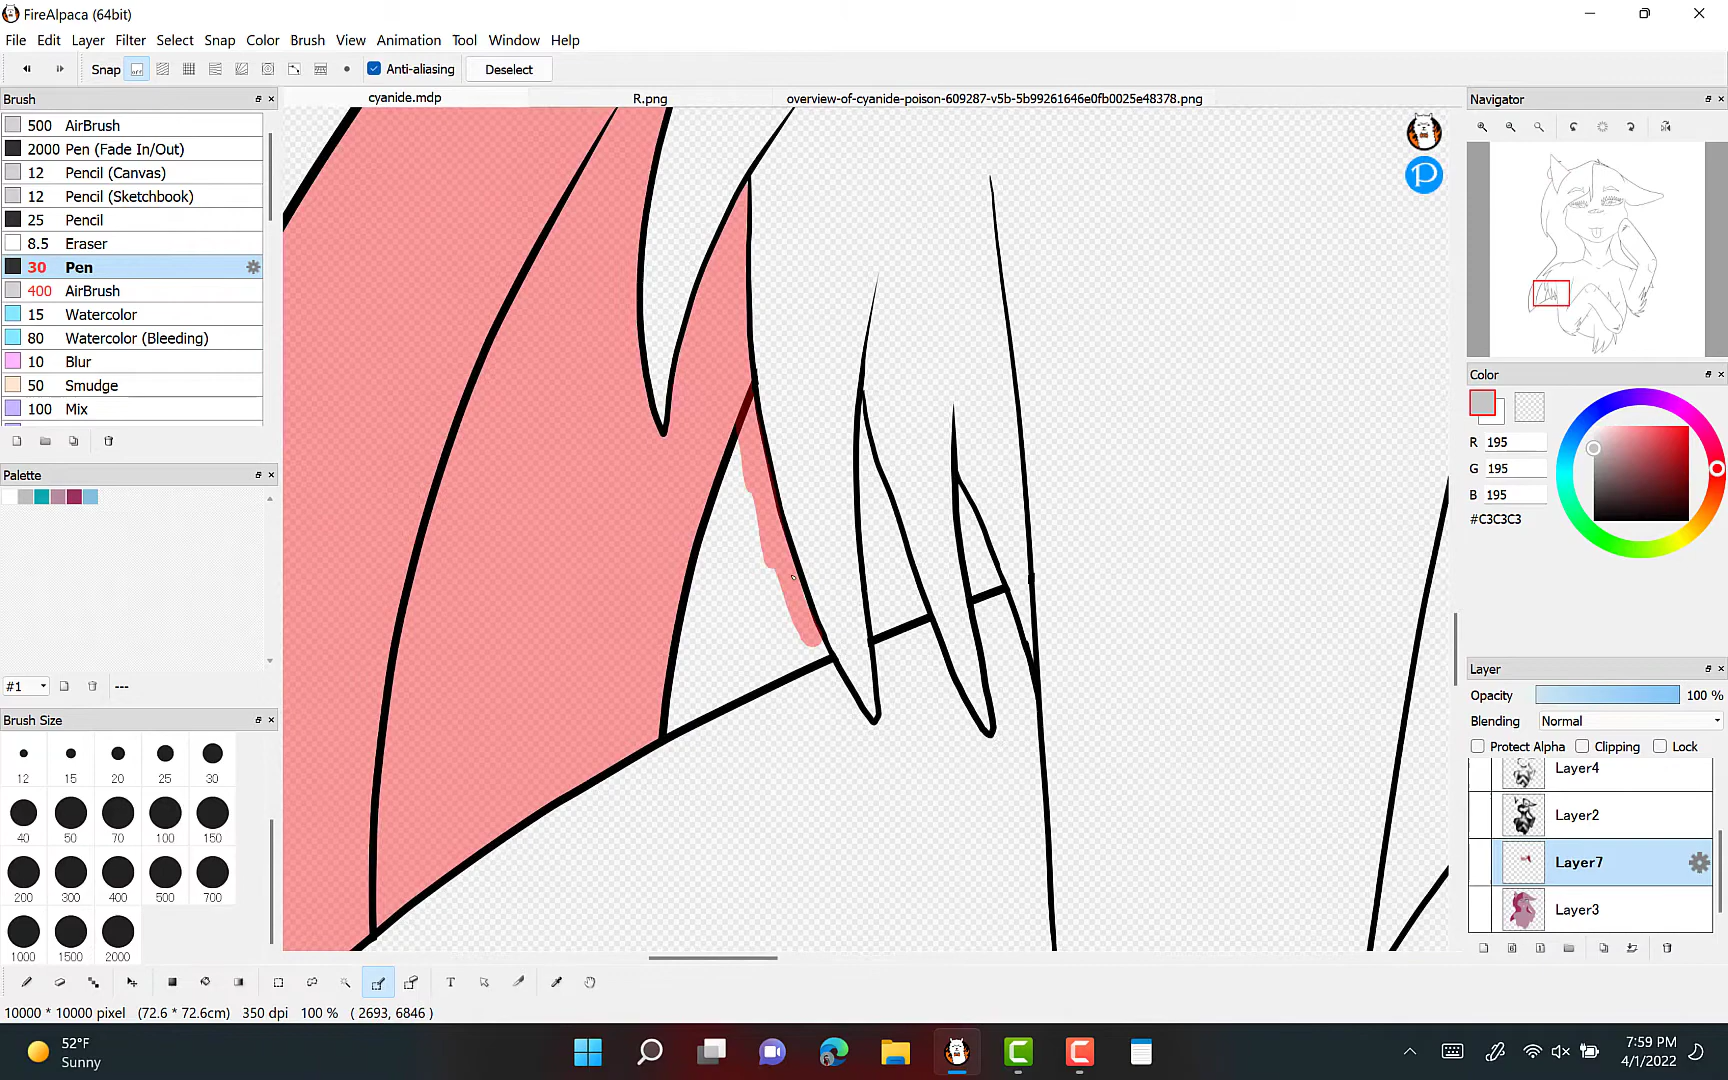 FireAlpaca (64bit)
File Edit Layer Filter Select Snap Color Brush View Animation Tool Window Help
Snap off Anti-aliasing Deselect
Brush
cyanide.mdp R.png overview-of-cyanide-poison-609287-v5b-5b99261646e0fb0025e48378.png
Navigator
500 AirBrush
2000 Pen (Fade In/Out)
12 Pencil (Canvas)
12 Pencil (Sketchbook)
25 Pencil
8.5 Eraser
30 Pen
400 AirBrush
15 Watercolor
80 Watercolor (Bleeding)
10 Blur
50 Smudge
100 Mix
P
Color
R 195
G 195
B 195
#C3C3C3
Palette
#1 ---
Brush Size
12 15 20 25 30
40 50 70 100 150
200 300 400 500 700
1000 1500 2000
Layer
Opacity 100 %
Blending Normal
Protect Alpha Clipping Lock
Layer4
Layer2
Layer7
Layer3
T
10000 * 10000 pixel (72.6 * 72.6cm) 350 dpi 100 % ( 2693, 6846 )
52°F
Sunny
C C
7:59 PM
4/1/2022